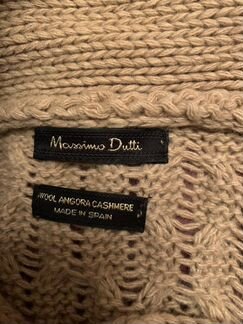 Massimo Dutti
WOOL ANGORA CASHMERE
MADE IN SPAIN